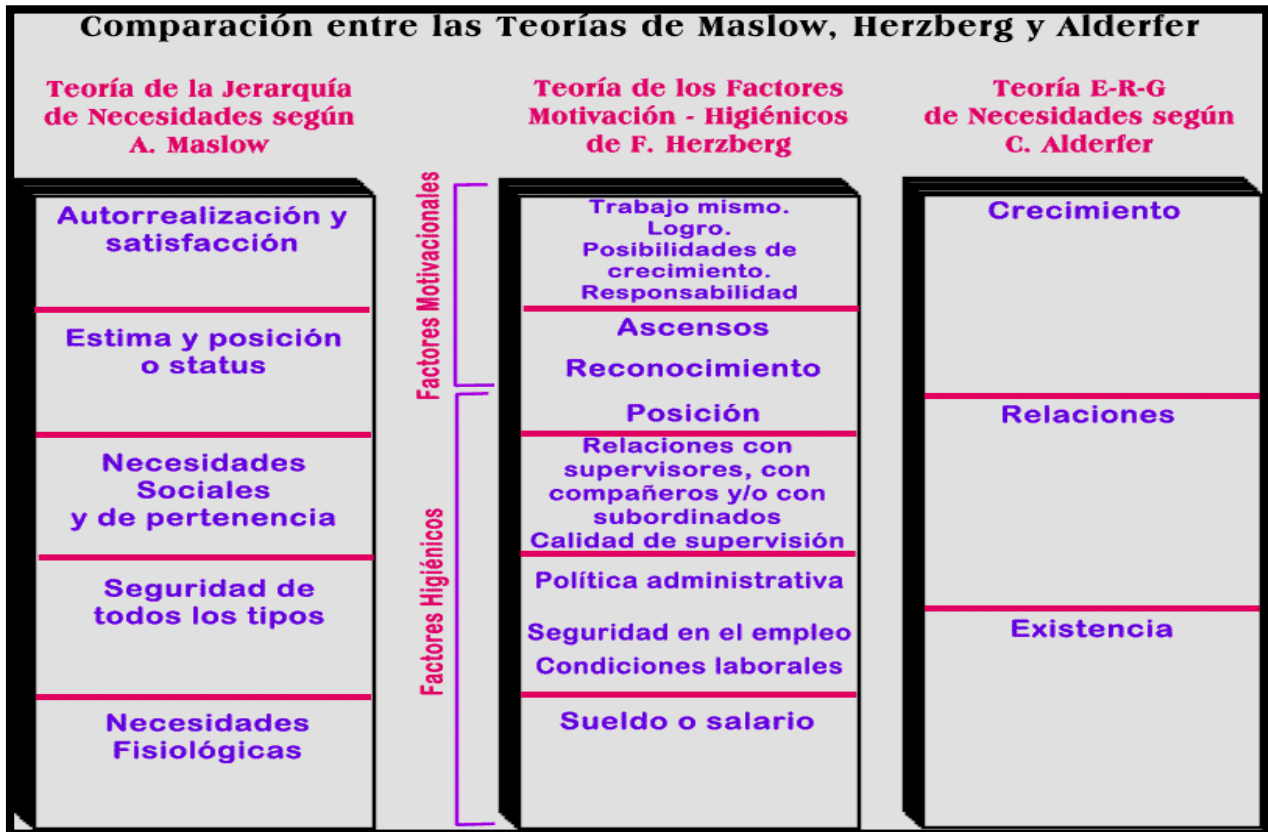 Comparación entre las Teorías de Maslow, Herzberg y Alderfer
Teoría de la Jerarquía
de Necesidades según
A. Maslow
Autorrealización y
satisfacción
Estima y posición
o status
Necesidades
Sociales
y de pertenencia
Seguridad de
todos los tipos
Necesidades
Fisiológicas
Teoría de los Factores
Motivación - Higiénicos
de F. Herzberg
Factores Motivacionales
Trabajo mismo.
Logro.
Posibilidades de
crecimiento.
Responsabilidad
Ascensos
Reconocimiento
Factores Higiénicos
Posición
Relaciones con
supervisores, con
compañeros y/o con
subordinados
Calidad de supervisión
Política administrativa
Seguridad en el empleo
Condiciones laborales
Sueldo o salario
Teoría E-R-G
de Necesidades según
C. Alderfer
Crecimiento
Relaciones
Existencia